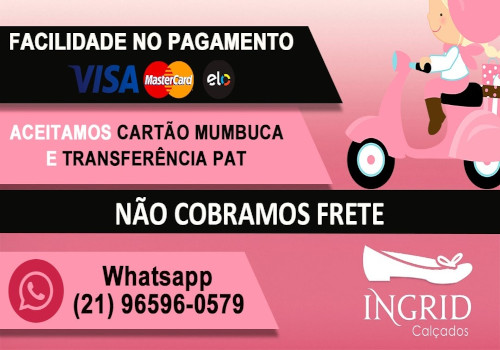 FACILIDADE NO PAGAMENTO
VISA MasterCard elo
ACEITAMOS CARTÃO MUMBUCA
E TRANSFERÊNCIA PAT
NÃO COBRAMOS FRETE
Whatsapp
(21) 96596-0579
INGRID
Calçados